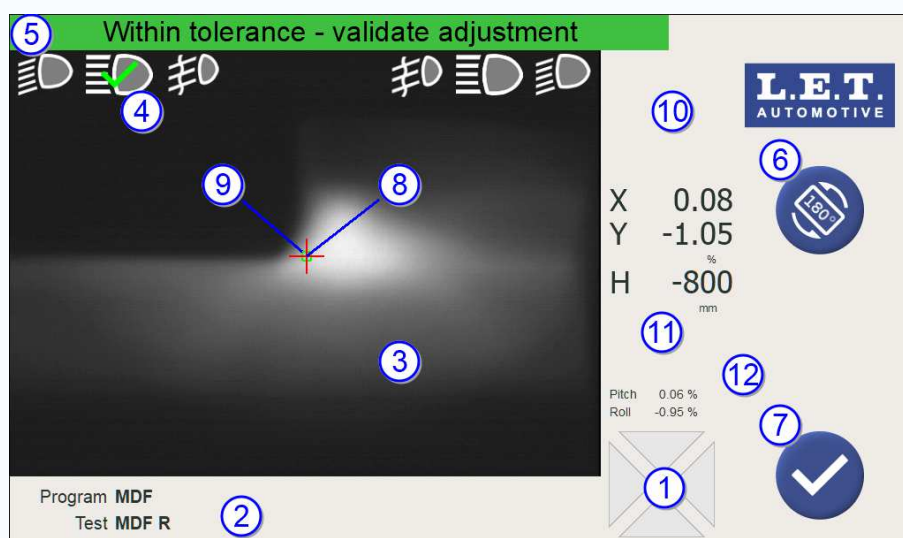 5
Within tolerance - validate adjustment
4
10
L.E.T.
AUTOMOTIVE
6
180°
9
8
X 0.08
Y -1.05
%
H -800
mm
11
3
12
Pitch 0.06 %
Roll -0.95 %
7
1
Program MDF
Test MDF R
2